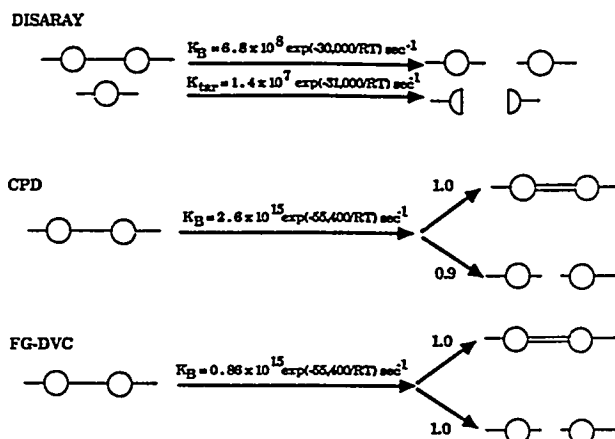 DISARAY
K_B = 6.8 x 10^8 exp(-30,000/RT) sec^-1
K_tar = 1.4 x 10^7 exp(-31,000/RT) sec^-1
CPD
1.0
K_B = 2.6 x 10^15 exp(-55,400/RT) sec^-1
0.9
FG-DVC
1.0
K_B = 0.86 x 10^15 exp(-55,400/RT) sec^-1
1.0